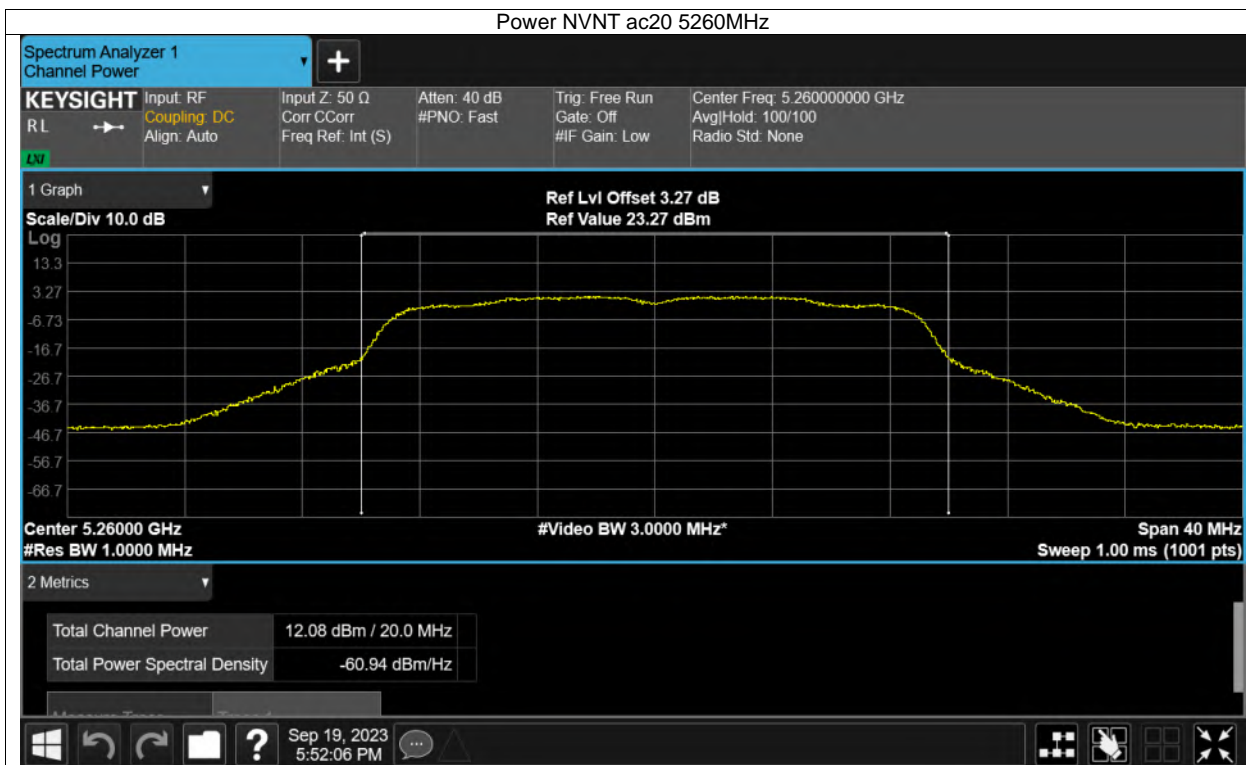 Power NVNT ac20 5260MHz
Spectrum Analyzer 1
Channel Power
+
KEYSIGHT
RL
LXI
Input: RF
Coupling: DC
Align: Auto
Input Z: 50 Ω
Corr CCorr
Freq Ref: Int (S)
Atten: 40 dB
#PNO: Fast
Trig: Free Run
Gate: Off
#IF Gain: Low
Center Freq: 5.260000000 GHz
Avg|Hold: 100/100
Radio Std: None
1 Graph
Scale/Div 10.0 dB
Ref Lvl Offset 3.27 dB
Ref Value 23.27 dBm
Log
13.3
3.27
-6.73
-16.7
-26.7
-36.7
-46.7
-56.7
-66.7
Center 5.26000 GHz
#Video BW 3.0000 MHz*
Span 40 MHz
#Res BW 1.0000 MHz
Sweep 1.00 ms (1001 pts)
2 Metrics
Total Channel Power 12.08 dBm / 20.0 MHz
Total Power Spectral Density -60.94 dBm/Hz
?
Sep 19, 2023
5:52:06 PM